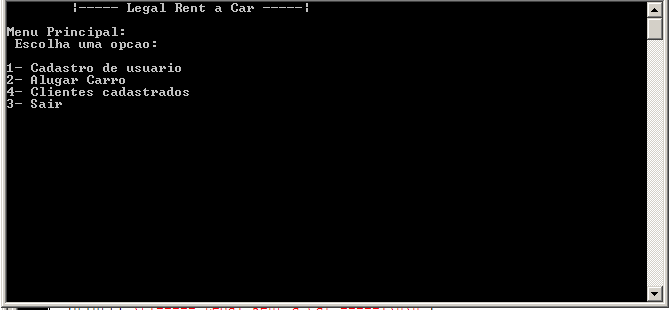 |----- Legal Rent a Car -----|
Menu Principal:
Escolha uma opcao:
1- Cadastro de usuario
2- Alugar Carro
4- Clientes cadastrados
3- Sair